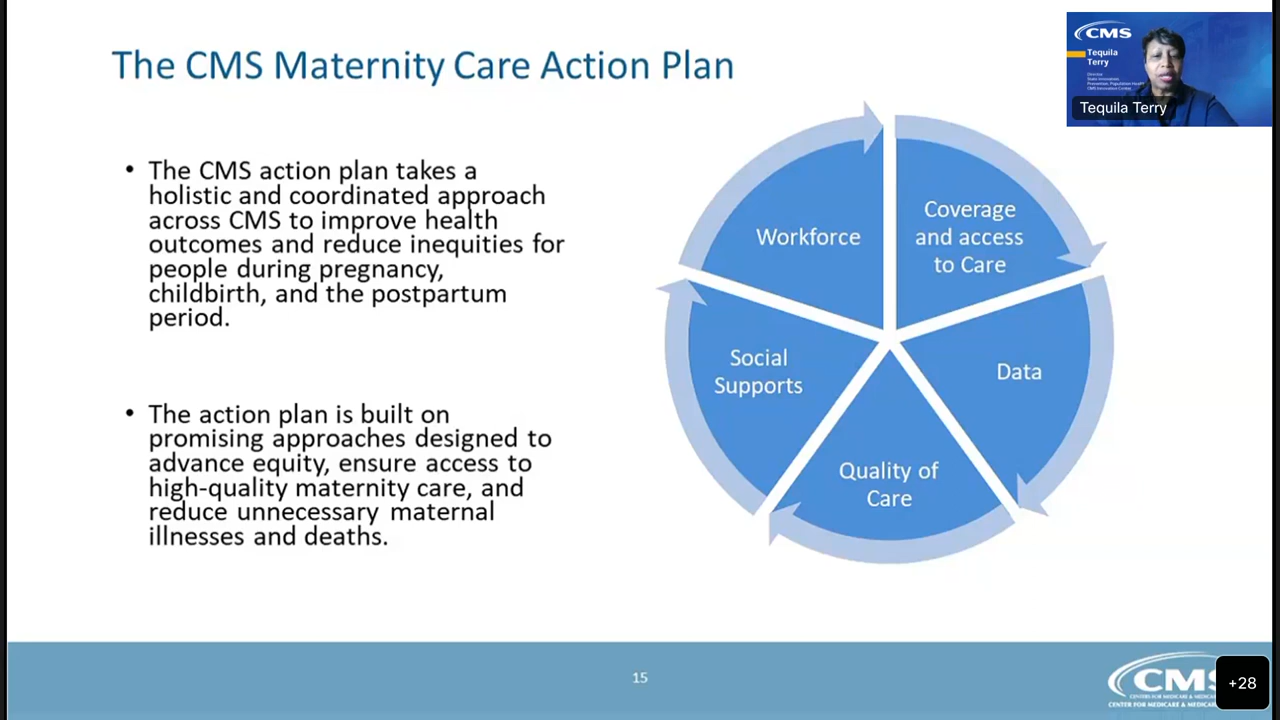 The CMS Maternity Care Action Plan
• The CMS action plan takes a
holistic and coordinated approach
across CMS to improve health
outcomes and reduce inequities for
people during pregnancy,
childbirth, and the postpartum
period.
• The action plan is built on
promising approaches designed to
advance equity, ensure access to
high-quality maternity care, and
reduce unnecessary maternal
illnesses and deaths.
Workforce
Coverage
and access
to Care
Social
Supports
Data
Quality of
Care
CMS
Tequila
Terry
Director
Tequila Terry
15
CMS
CENTERS FOR MEDICARE &
CENTER FOR MEDICARE &
+28